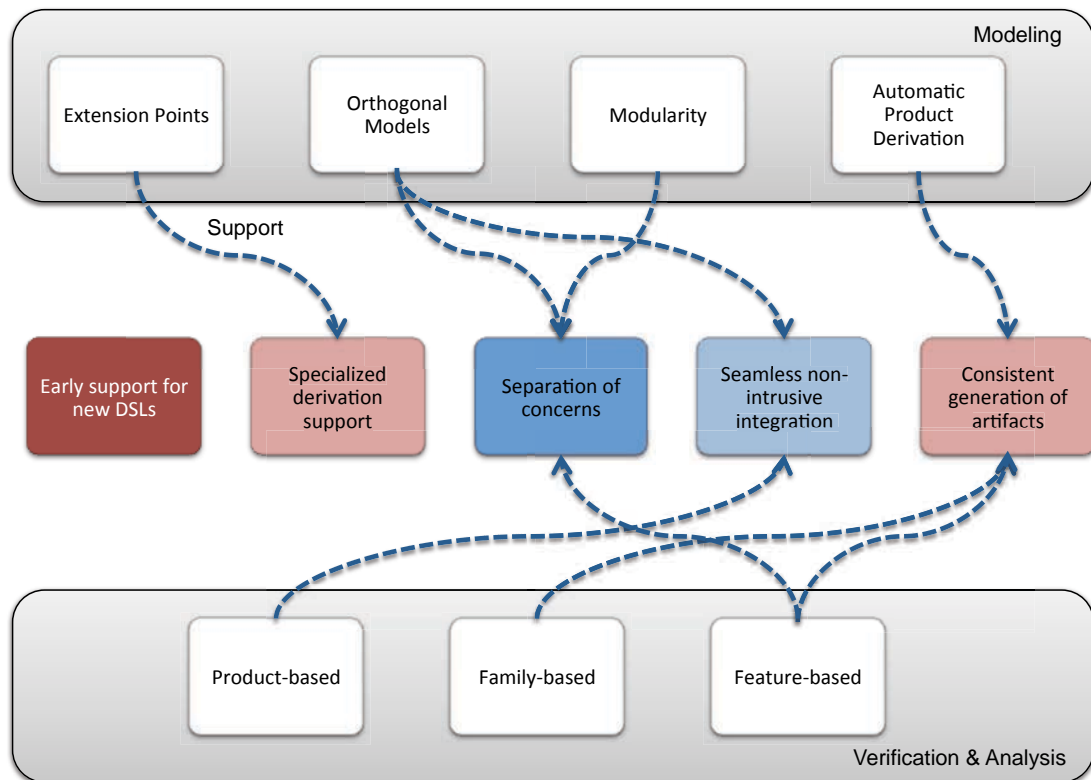 Modeling
Extension Points
Orthogonal
Models
Modularity
Automatic
Product
Derivation
Support
Early support for
new DSLs
Specialized
derivation
support
Separation of
concerns
Seamless non-
intrusive
integration
Consistent
generation of
artifacts
Product-based
Family-based
Feature-based
Verification & Analysis